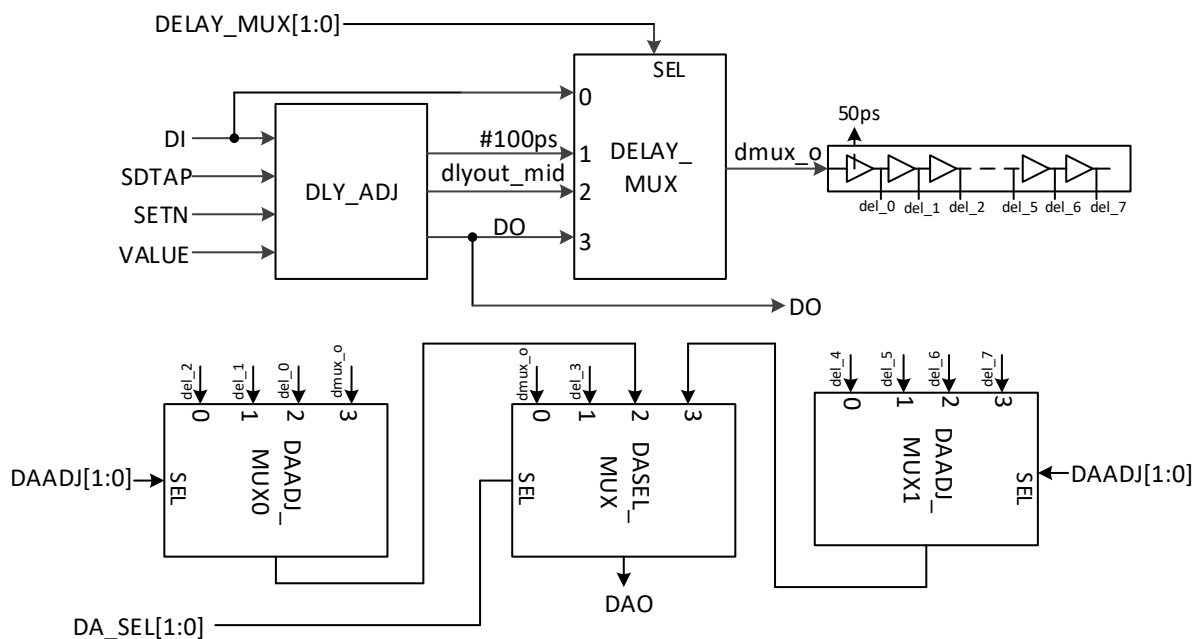 DELAY_MUX[1:0]
SEL
0
DI
#100ps
1
50ps
SDTAP
DLY_ADJ
dlyout_mid
2
DELAY_
MUX
dmux_o
SETN
DO
3
VALUE
del_0
del_1
del_2
del_5
del_6
del_7
DO
del_2
del_1
del_0
dmux_o
0
1
2
3
DAADJ_
MUX0
SEL
DAADJ[1:0]
dmux_o
del_3
0
1
2
3
DASEL_
MUX
SEL
DAO
del_4
del_5
del_6
del_7
0
1
2
3
DAADJ_
MUX1
SEL
DAADJ[1:0]
DA_SEL[1:0]